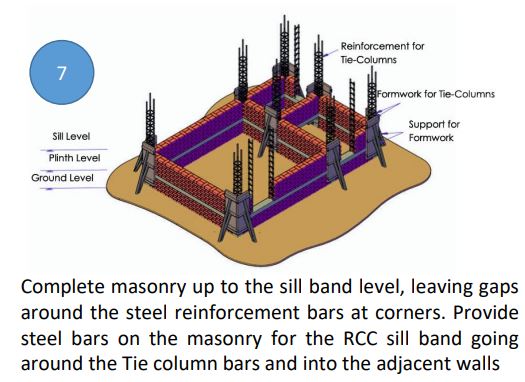 7
Reinforcement for
Tie-Columns
Formwork for Tie-Columns
Support for
Formwork
Sill Level
Plinth Level
Ground Level
Complete masonry up to the sill band level, leaving gaps
around the steel reinforcement bars at corners. Provide
steel bars on the masonry for the RCC sill band going
around the Tie column bars and into the adjacent walls